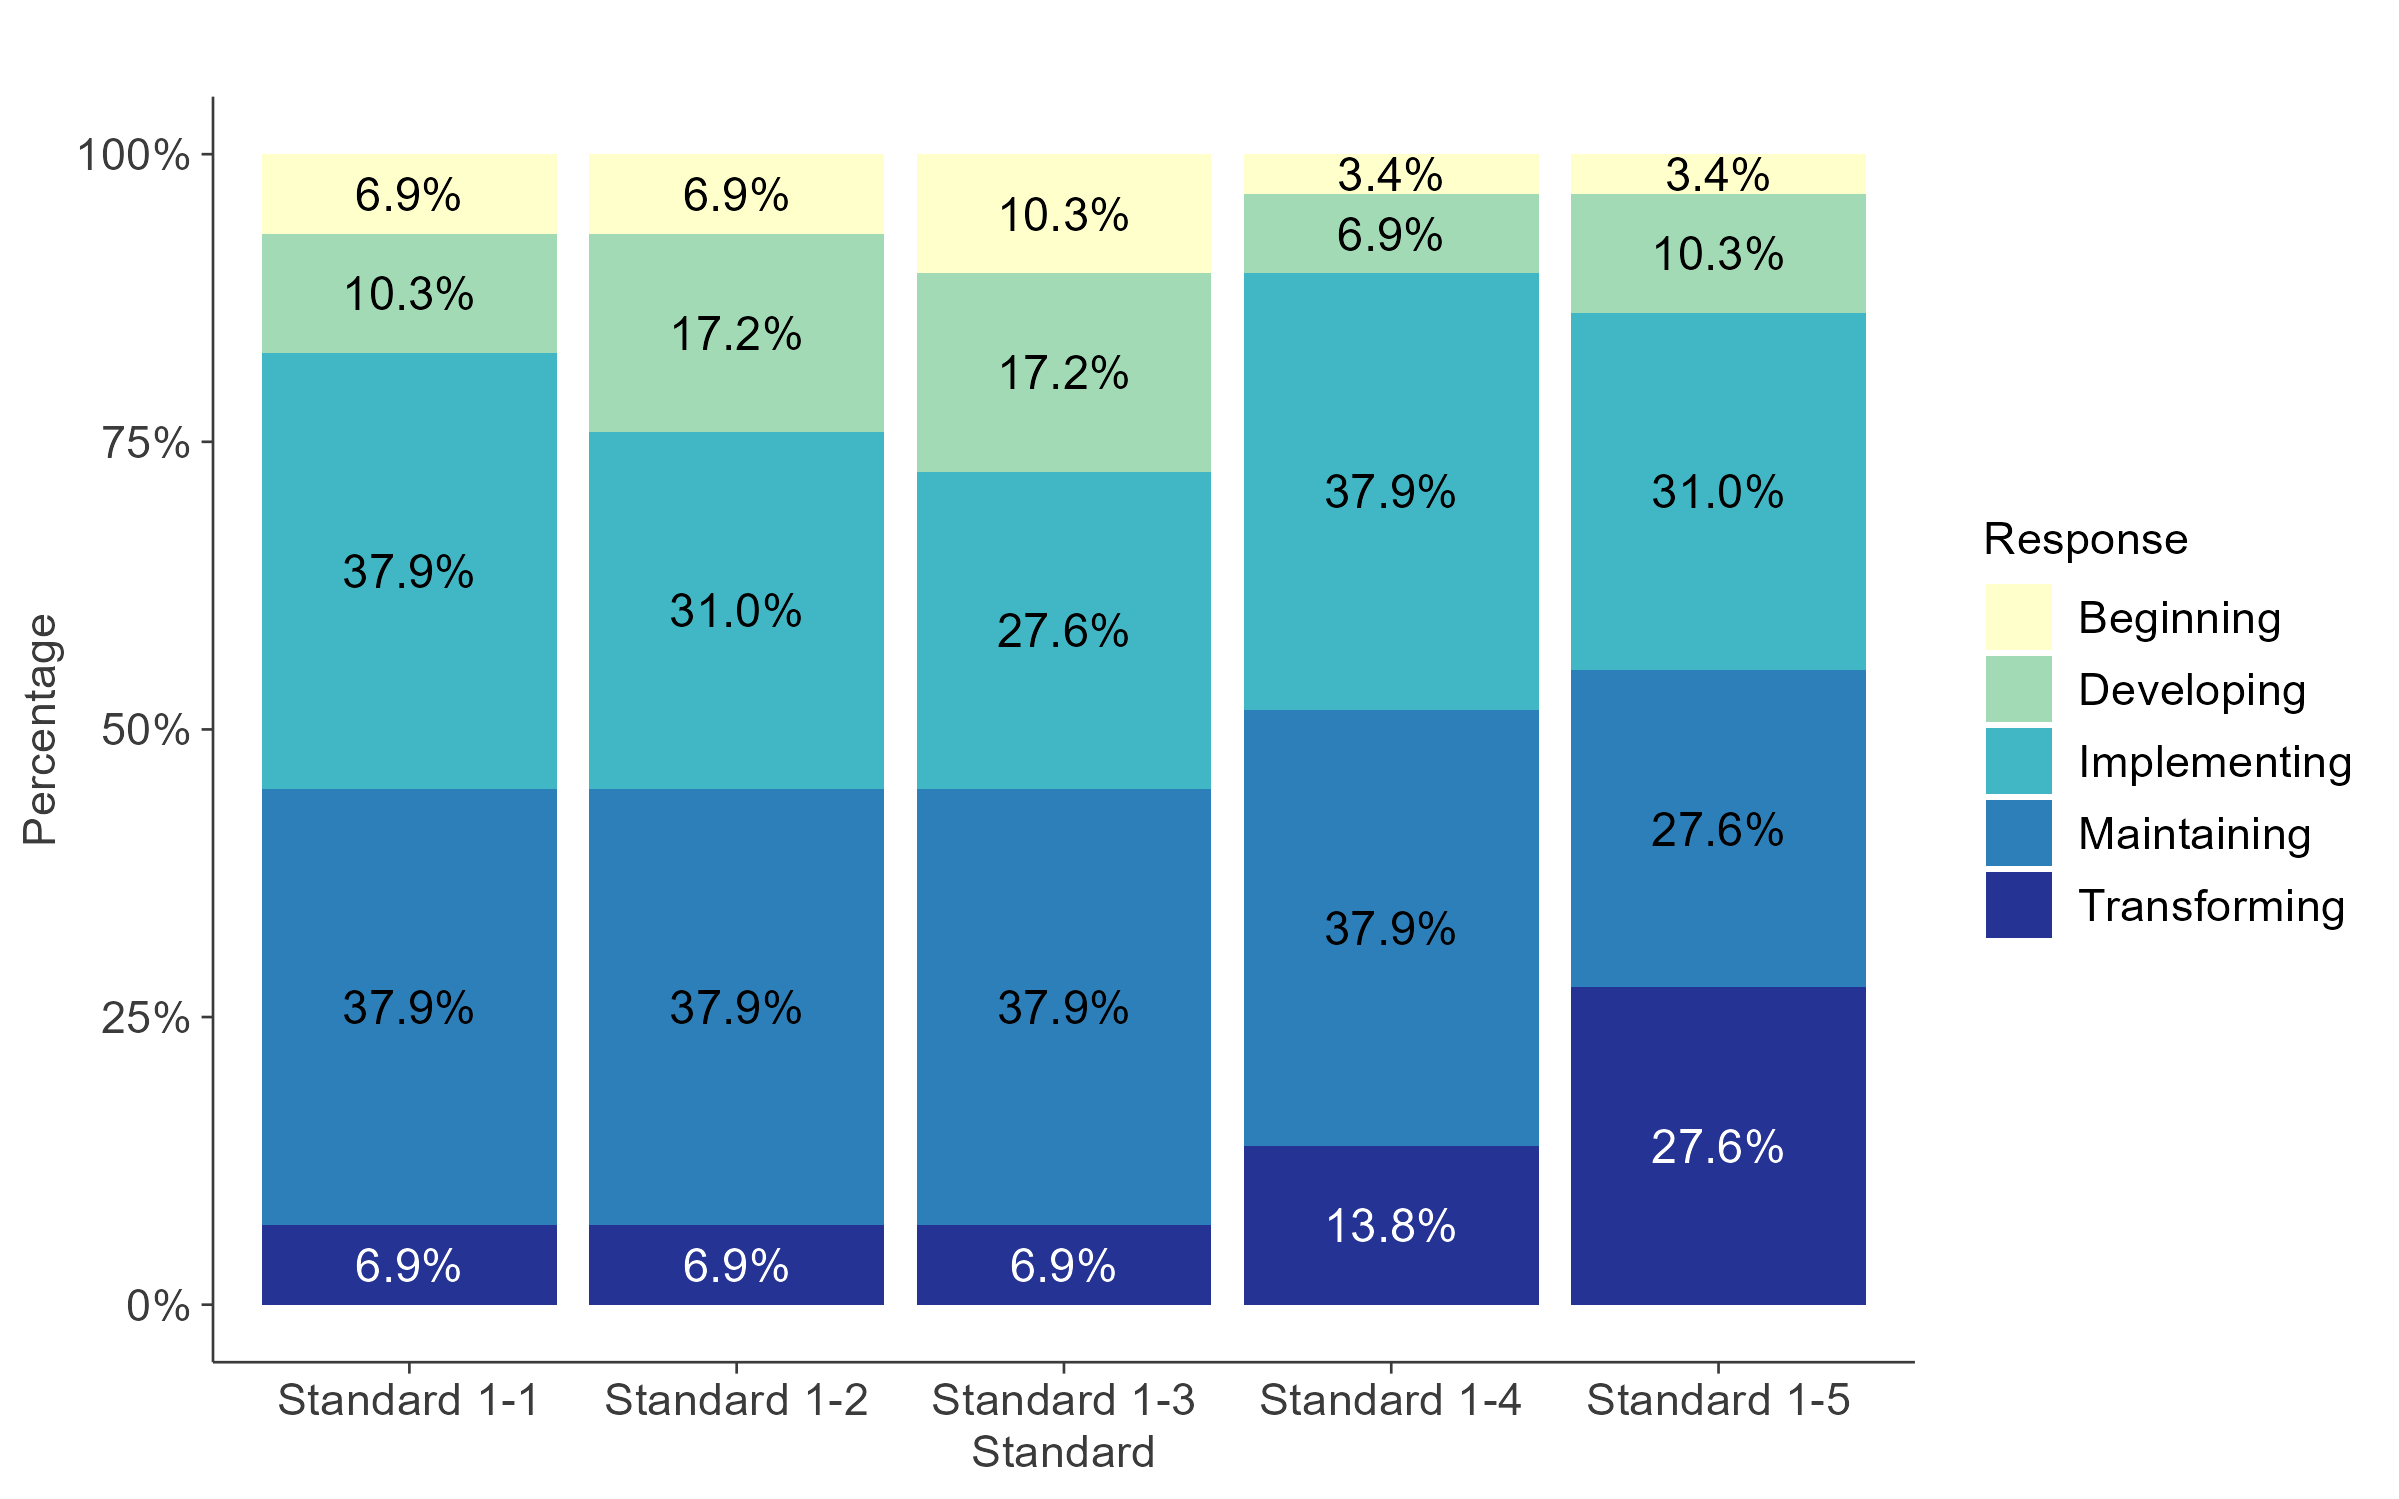 100%
75%
50%
25%
0%
Percentage
6.9%
10.3%
37.9%
37.9%
6.9%
6.9%
17.2%
31.0%
37.9%
6.9%
10.3%
17.2%
27.6%
37.9%
6.9%
3.4%
6.9%
37.9%
37.9%
13.8%
3.4%
10.3%
31.0%
27.6%
27.6%
Standard 1-1
Standard 1-2
Standard 1-3
Standard 1-4
Standard 1-5
Standard
Response
Beginning
Developing
Implementing
Maintaining
Transforming